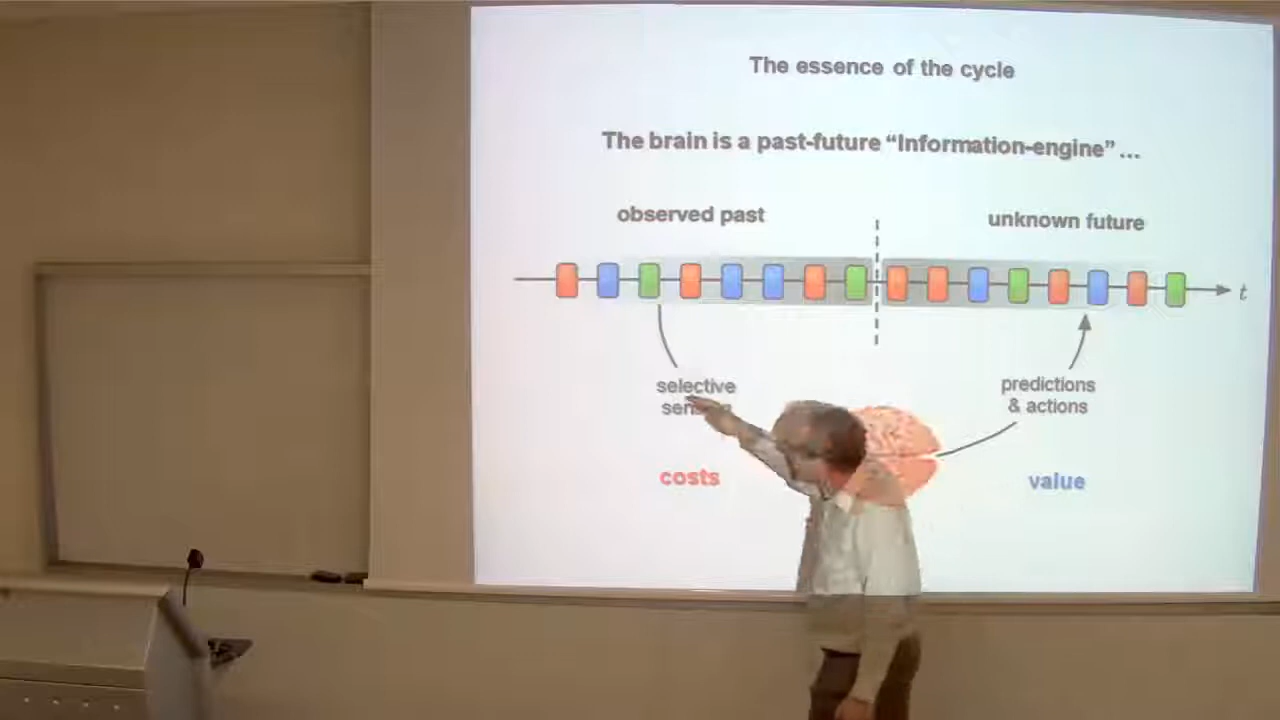 The essence of the cycle
The brain is a past-future “Information-engine” ...
observed past
unknown future
t
selective
predictions
& actions
costs
value